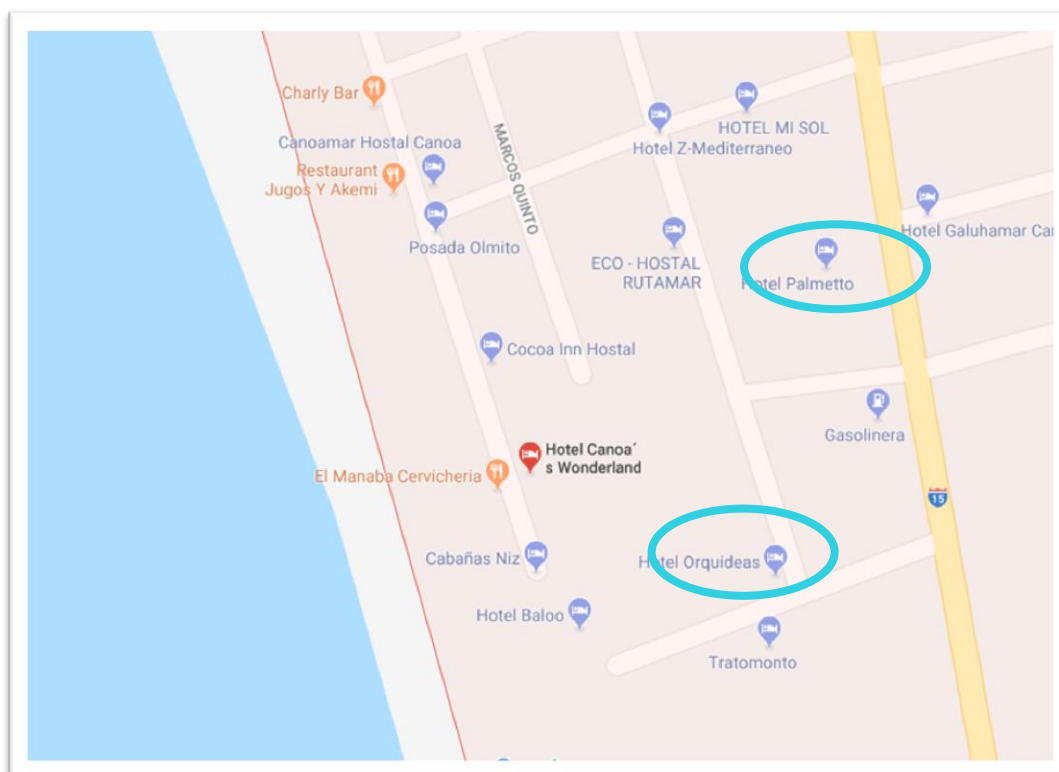 Charly Bar
HOTEL MI SOL
Hotel Z-Mediterraneo
Canoamar Hostal Canoa
MARCOS QUINTO
Restaurant
Jugos Y Akemi
Posada Olmito
Hotel Galuhamar Car
ECO - HOSTAL
RUTAMAR
Hotel Palmetto
Cocoa Inn Hostal
Gasolinera
Hotel Canoa´
s Wonderland
El Manaba Cervicheria
15
Cabañas Niz
Hotel Orquideas
Hotel Baloo
Tratomonto